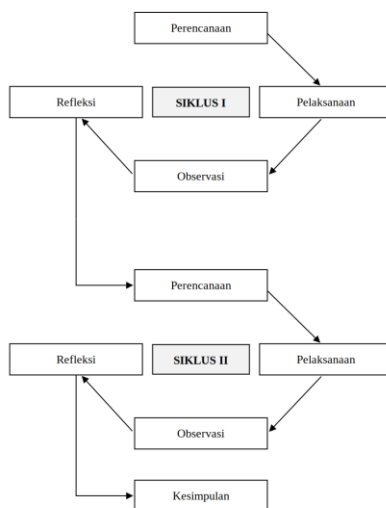 Perencanaan
Refleksi
SIKLUS I
Pelaksanaan
Observasi
Perencanaan
Refleksi
SIKLUS II
Pelaksanaan
Observasi
Kesimpulan